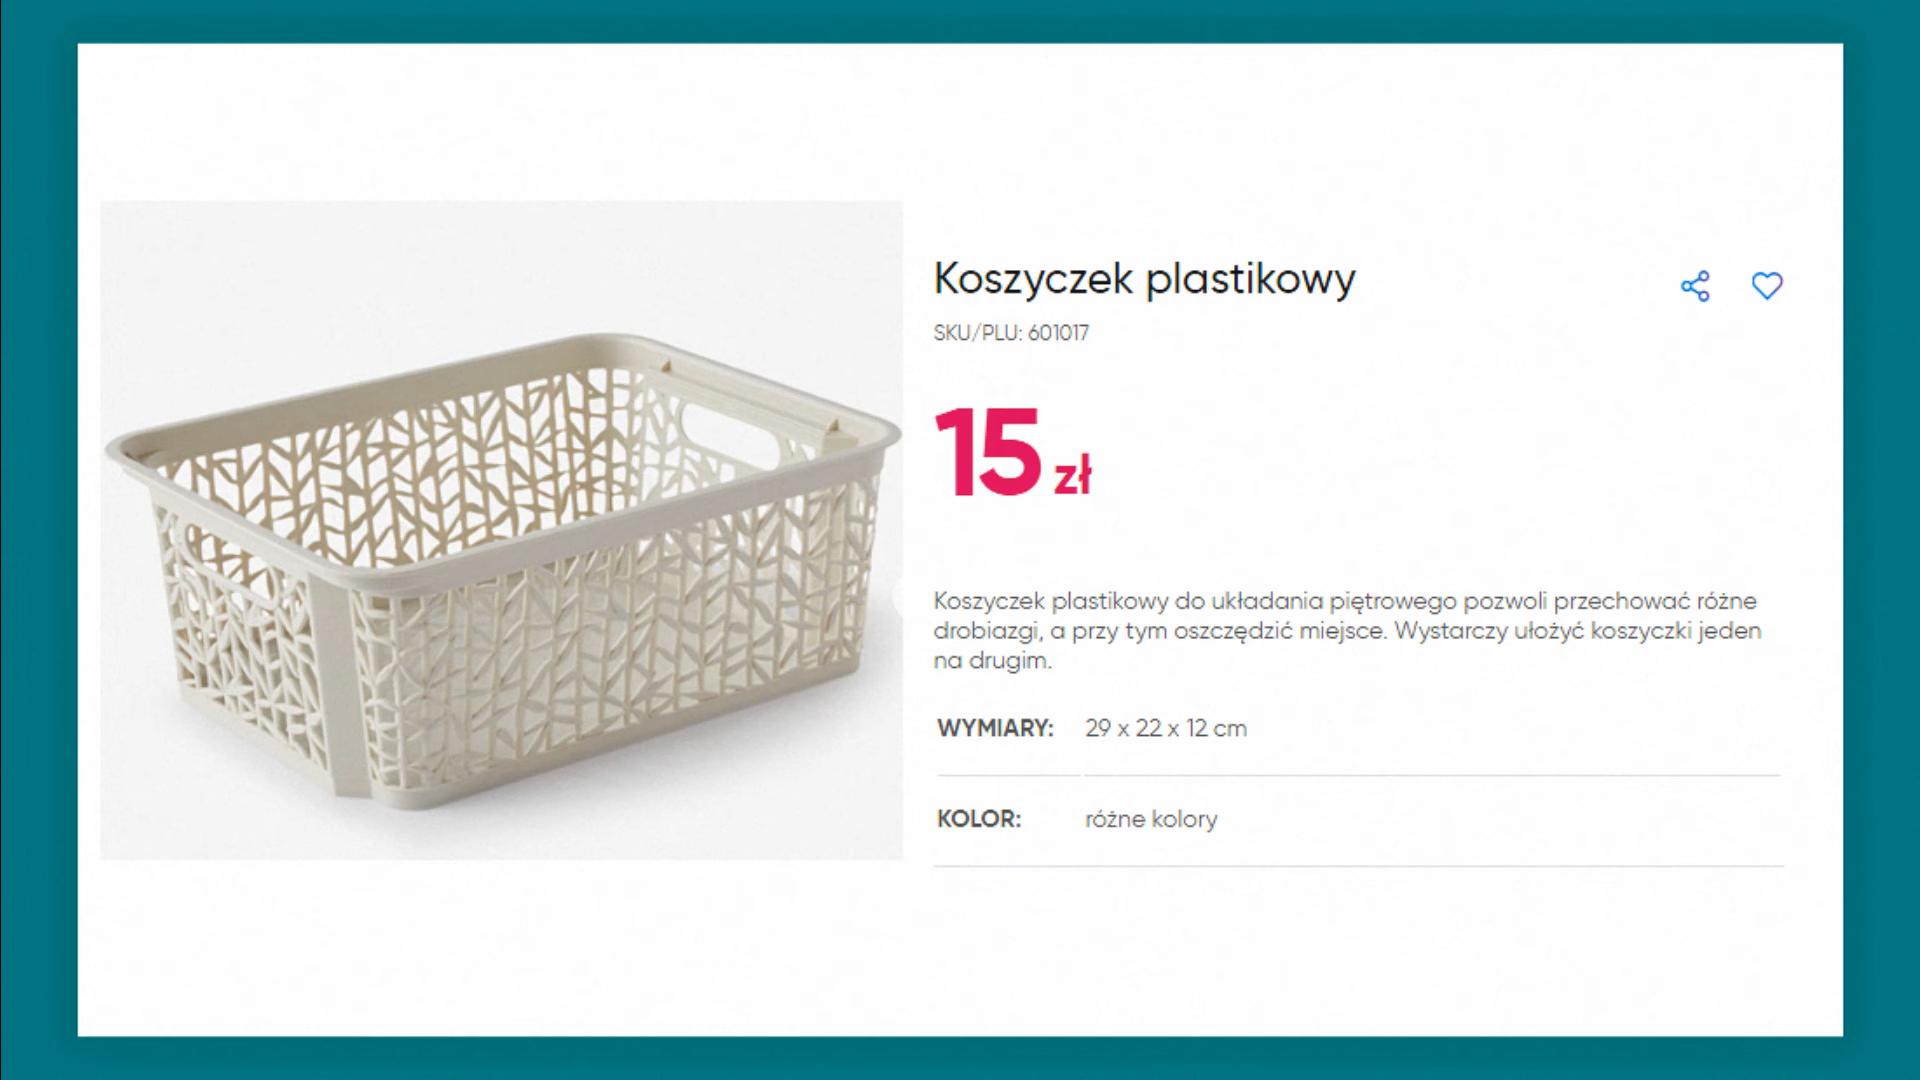 Koszyczek plastikowy
SKU/PLU: 601017
15 zł
Koszyczek plastikowy do układania piętrowego pozwoli przechować różne
drobiazgi, a przy tym oszczędzić miejsce. Wystarczy ułożyć koszyczki jeden
na drugim.
WYMIARY: 29 x 22 x 12 cm
KOLOR: różne kolory